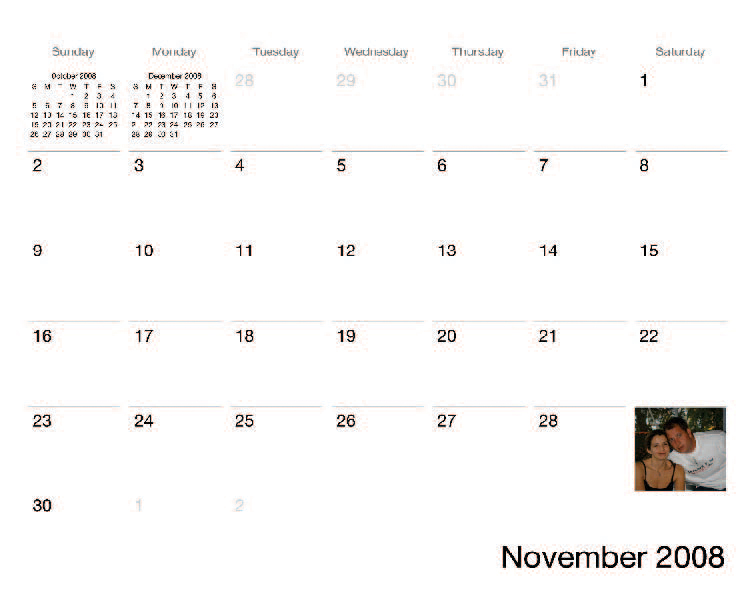 Sunday Monday Tuesday Wednesday Thursday Friday Saturday
October 2008
S M T W T F S
1 2 3 4
5 6 7 8 9 10 11
12 13 14 15 16 17 18
19 20 21 22 23 24 25
26 27 28 29 30 31
December 2008
S M T W T F S
1 2 3 4 5 6
7 8 9 10 11 12 13
14 15 16 17 18 19 20
21 22 23 24 25 26 27
28 29 30 31
28 29 30 31 1
2 3 4 5 6 7 8
9 10 11 12 13 14 15
16 17 18 19 20 21 22
23 24 25 26 27 28
30 1 2
November 2008